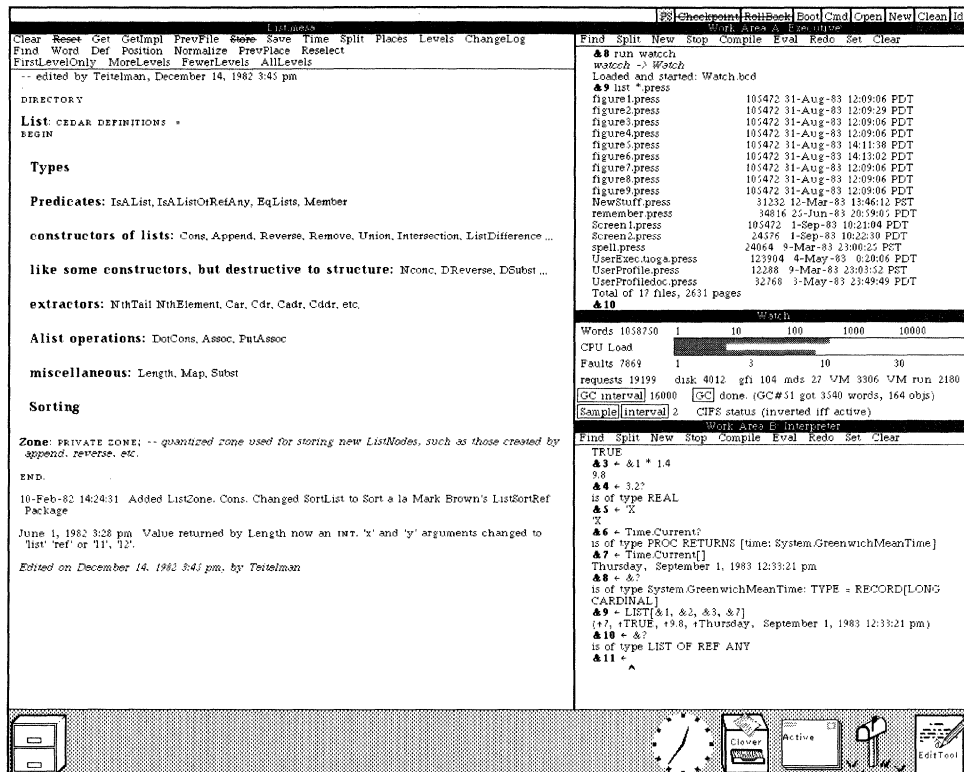 PS Checkpoint RollBack Boot Cmd Open New Clean Id
List.mesa
Clear Reset Get GetImpl PrevFile Store Save Time Split Places Levels ChangeLog
Find Word Def Position Normalize PrevPlace Reselect
FirstLevelOnly MoreLevels FewerLevels AllLevels
-- edited by Teitelman, December 14, 1982 3:45 pm
DIRECTORY
List: CEDAR DEFINITIONS =
BEGIN
Types
Predicates: IsAList, IsAListOfRefAny, EqLists, Member
constructors of lists: Cons, Append, Reverse, Remove, Union, Intersection, ListDifference ...
like some constructors, but destructive to structure: Nconc, DReverse, DSubst ...
extractors: NthTail NthElement, Car, Cdr, Cadr, Cddr, etc.
Alist operations: DotCons, Assoc, PutAssoc
miscellaneous: Length, Map, Subst
Sorting
Zone: PRIVATE ZONE; -- quantized zone used for storing new ListNodes, such as those created by
append, reverse, etc.
END.
10-Feb-82 14:24:31 Added ListZone, Cons. Changed SortList to Sort a la Mark Brown's ListSortRef
Package
June 1, 1982 3:28 pm Value returned by Length now an INT. 'x' and 'y' arguments changed to
'list' 'ref' or 'l1', 'l2'.
Edited on December 14, 1982 3:45 pm, by Teitelman
Work Area A: Executive
Find Split New Stop Compile Eval Redo Set Clear
&8 run watcch
watcch -> Watch
Loaded and started: Watch.bcd
&9 list *.press
figure1.press 105472 31-Aug-83 12:09:06 PDT
figure2.press 105472 31-Aug-83 12:09:29 PDT
figure3.press 105472 31-Aug-83 12:09:06 PDT
figure4.press 105472 31-Aug-83 12:09:06 PDT
figure5.press 105472 31-Aug-83 14:11:38 PDT
figure6.press 105472 31-Aug-83 14:13:02 PDT
figure7.press 105472 31-Aug-83 12:09:06 PDT
figure8.press 105472 31-Aug-83 12:09:06 PDT
figure9.press 105472 31-Aug-83 12:09:06 PDT
NewStuff.press 31232 12-Mar-83 13:46:12 PST
remember.press 34816 25-Jun-83 20:59:05 PDT
Screen1.press 105472 1-Sep-83 10:21:04 PDT
Screen2.press 24576 1-Sep-83 10:22:30 PDT
spell.press 24064 9-Mar-83 23:00:25 PST
UserExec.tioga.press 123904 4-May-83 0:20:06 PDT
UserProfile.press 12288 9-Mar-83 23:03:52 PST
UserProfiledoc.press 32768 3-May-83 23:49:49 PDT
Total of 17 files, 2631 pages
&10
Watch
Words 1058750 1 10 100 1000 10000
CPU Load
Faults 7869 1 3 10 30
requests 19199 disk 4012 gfi 104 mds 27 VM 3306 VM run 2180
GC interval 16000 GC done. (GC#51 got 3540 words, 164 objs)
Sample interval 2 CIFS status (inverted iff active)
Work Area B: Interpreter
Find Split New Stop Compile Eval Redo Set Clear
TRUE
&3 ← &1 * 1.4
9.8
&4 ← 3.2?
is of type REAL
&5 ← 'X
'X
&6 ← Time.Current?
is of type PROC RETURNS [time: System.GreenwichMeanTime]
&7 ← Time.Current[]
Thursday, September 1, 1983 12:33:21 pm
&8 ← &?
is of type System.GreenwichMeanTime: TYPE = RECORD[LONG
CARDINAL]
&9 ← LIST[&1, &2, &3, &7]
(↑7, ↑TRUE, ↑9.8, ↑Thursday, September 1, 1983 12:33:21 pm)
&10 ← &?
is of type LIST OF REF ANY
&11 ←
Clover
Active
EditTool